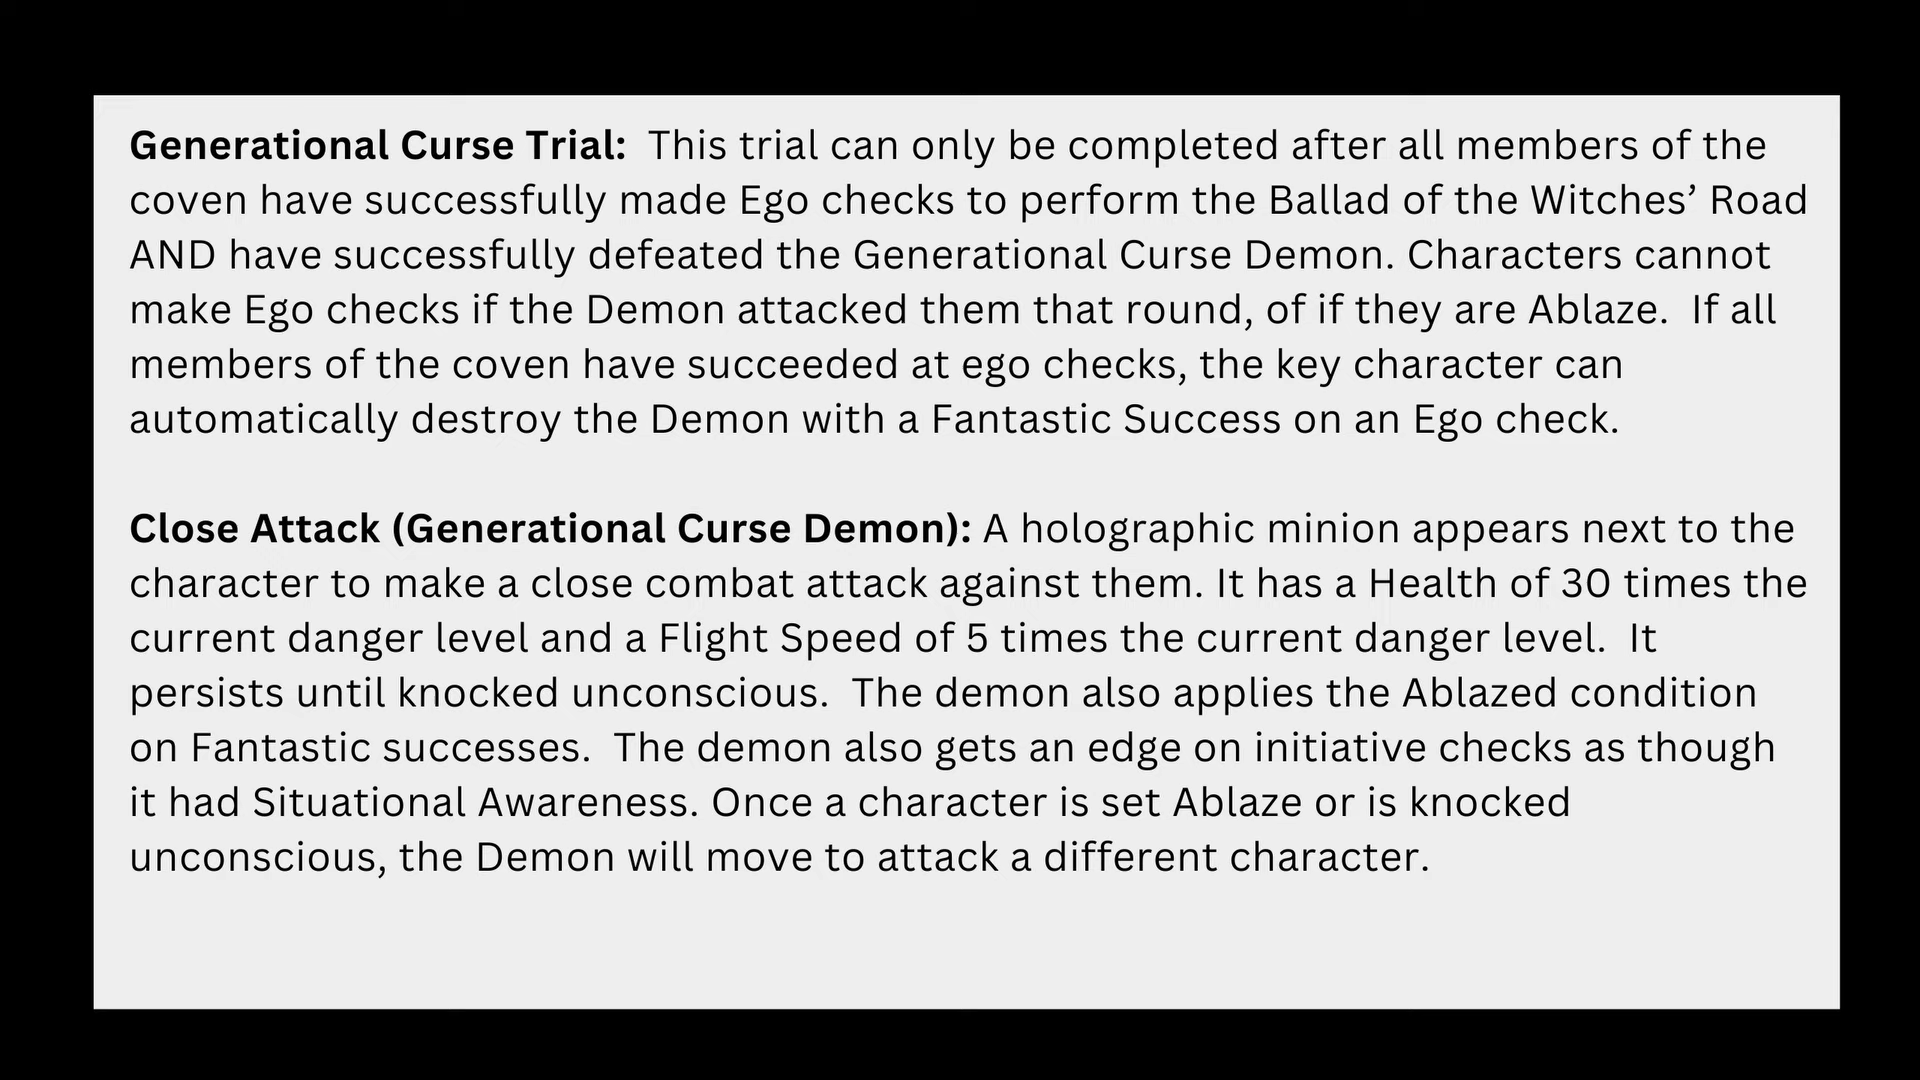 Generational Curse Trial:  This trial can only be completed after all members of the
coven have successfully made Ego checks to perform the Ballad of the Witches’ Road
AND have successfully defeated the Generational Curse Demon. Characters cannot
make Ego checks if the Demon attacked them that round, of if they are Ablaze.  If all
members of the coven have succeeded at ego checks, the key character can
automatically destroy the Demon with a Fantastic Success on an Ego check.
Close Attack (Generational Curse Demon): A holographic minion appears next to the
character to make a close combat attack against them. It has a Health of 30 times the
current danger level and a Flight Speed of 5 times the current danger level.  It
persists until knocked unconscious.  The demon also applies the Ablazed condition
on Fantastic successes.  The demon also gets an edge on initiative checks as though
it had Situational Awareness. Once a character is set Ablaze or is knocked
unconscious, the Demon will move to attack a different character.